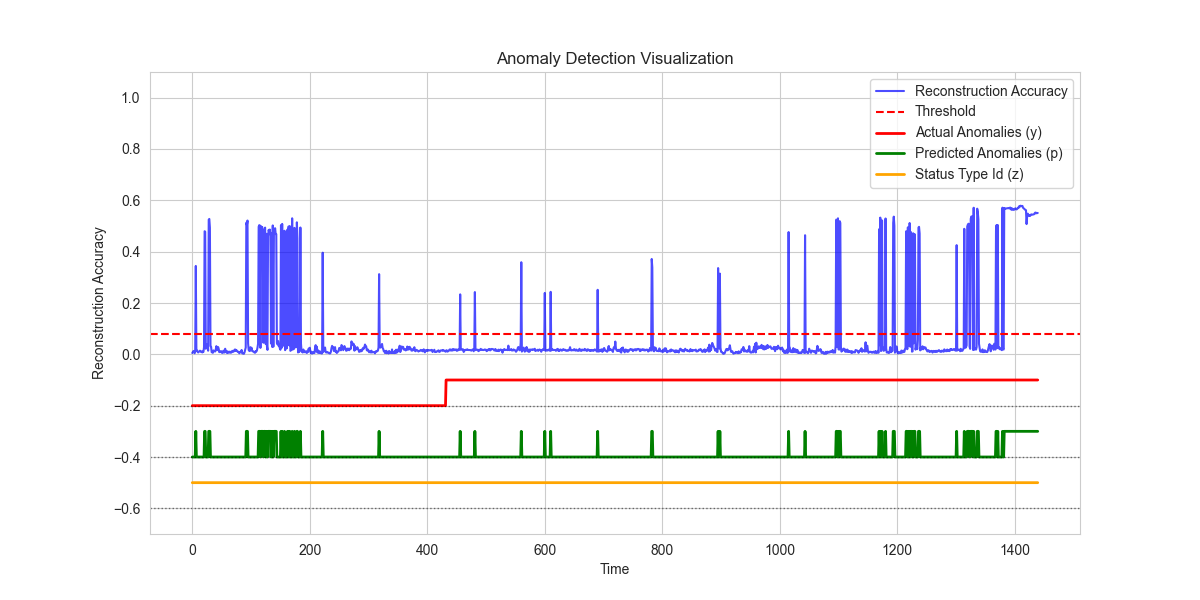 Anomaly Detection Visualization
Reconstruction Accuracy
1.0
0.8
0.6
0.4
0.2
0.0
−0.2
−0.4
−0.6
Reconstruction Accuracy
Threshold
Actual Anomalies (y)
Predicted Anomalies (p)
Status Type Id (z)
0 200 400 600 800 1000 1200 1400
Time